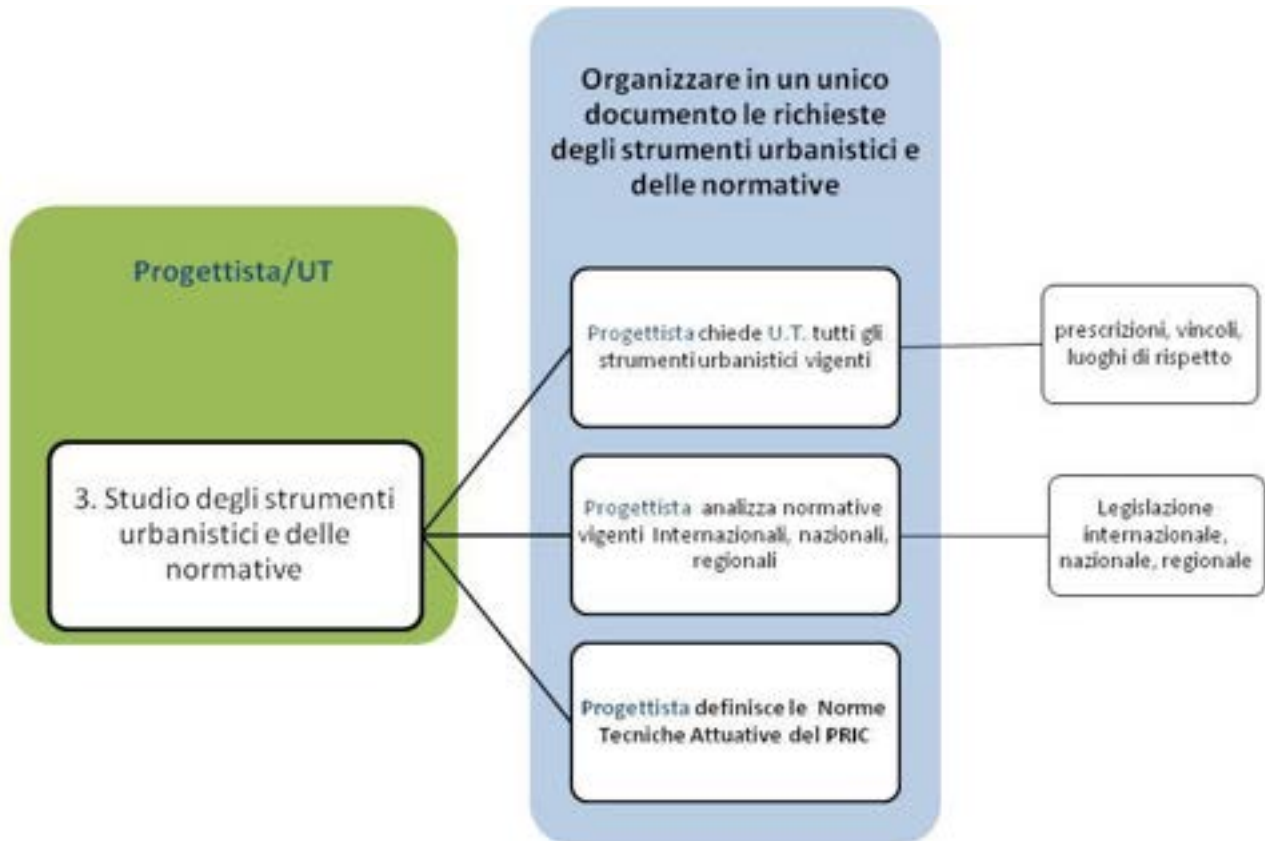 Organizzare in un unico
documento le richieste
degli strumenti urbanistici e
delle normative
Progettista/UT
3. Studio degli strumenti
urbanistici e delle
normative
Progettista chiede U.T. tutti gli
strumenti urbanistici vigenti
prescrizioni, vincoli,
luoghi di rispetto
Progettista analizza normative
vigenti Internazionali, nazionali,
regionali
Legislazione
internazionale,
nazionale, regionale
Progettista definisce le Norme
Tecniche Attuative del PRIC